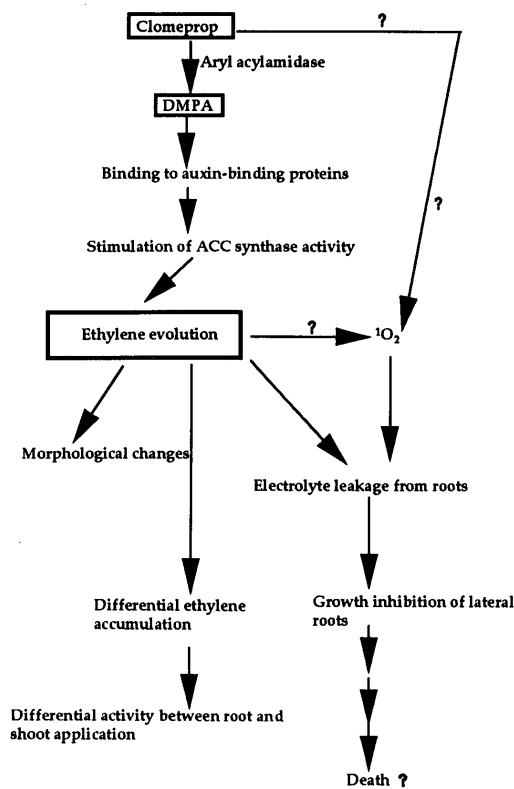 Clomeprop
?
Aryl acylamidase
DMPA
Binding to auxin-binding proteins
?
Stimulation of ACC synthase activity
Ethylene evolution
?
¹O₂
Morphological changes
Electrolyte leakage from roots
Differential ethylene
accumulation
Growth inhibition of lateral
roots
Differential activity between root and
shoot application
Death ?